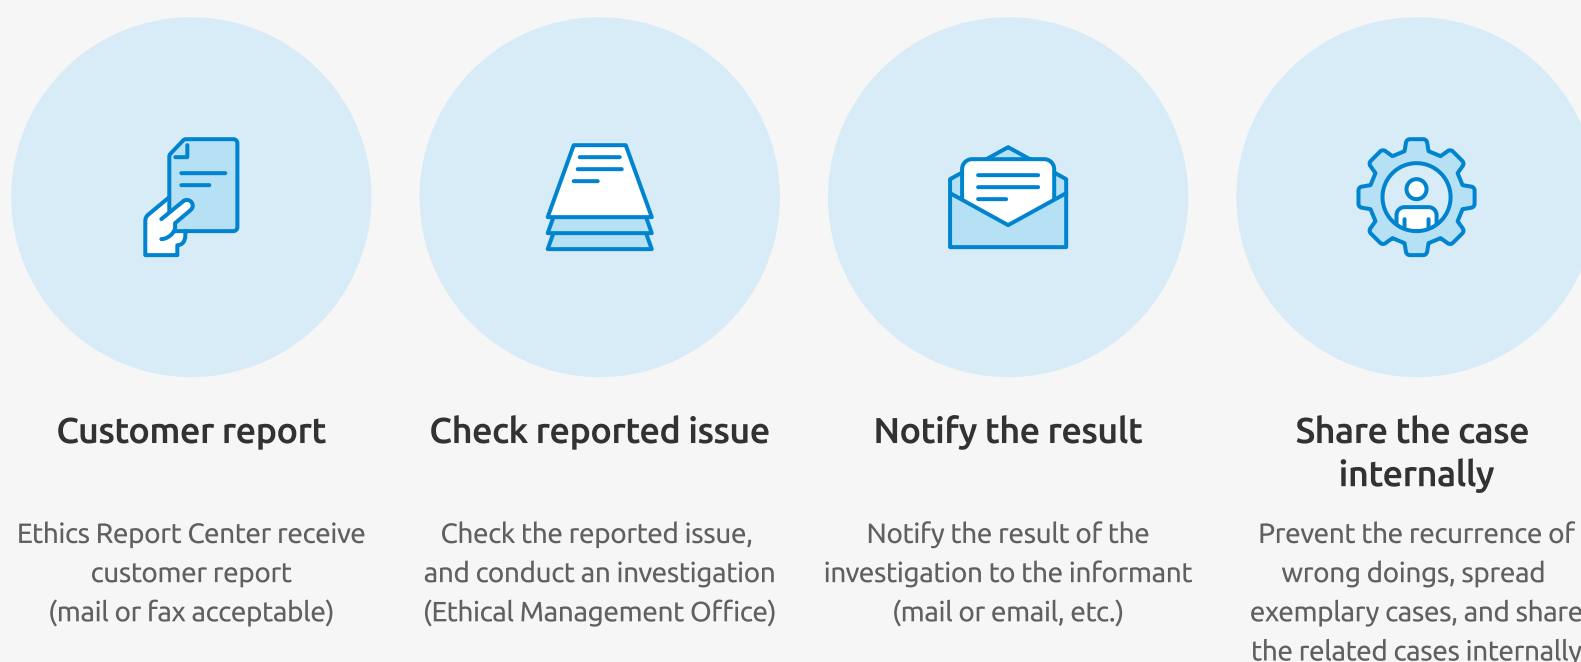 Customer report
Ethics Report Center receive
customer report
(mail or fax acceptable)
Check reported issue
Check the reported issue,
and conduct an investigation
(Ethical Management Office)
Notify the result
Notify the result of the
investigation to the informant
(mail or email, etc.)
Share the case
internally
Prevent the recurrence of
wrong doings, spread
exemplary cases, and share
the related cases internally